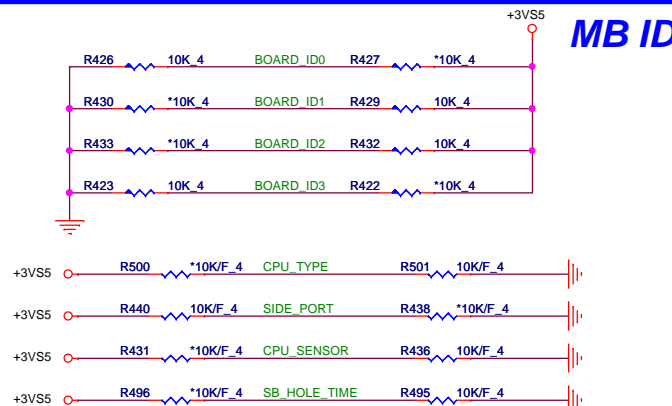 +3VS5
MB ID
R426 10K_4 BOARD_ID0 R427 *10K_4
R430 *10K_4 BOARD_ID1 R429 10K_4
R433 *10K_4 BOARD_ID2 R432 10K_4
R423 10K_4 BOARD_ID3 R422 *10K_4
+3VS5 R500 *10K/F_4 CPU_TYPE R501 10K/F_4
+3VS5 R440 10K/F_4 SIDE_PORT R438 *10K/F_4
+3VS5 R431 *10K/F_4 CPU_SENSOR R436 10K/F_4
+3VS5 R496 *10K/F_4 SB_HOLE_TIME R495 10K/F_4